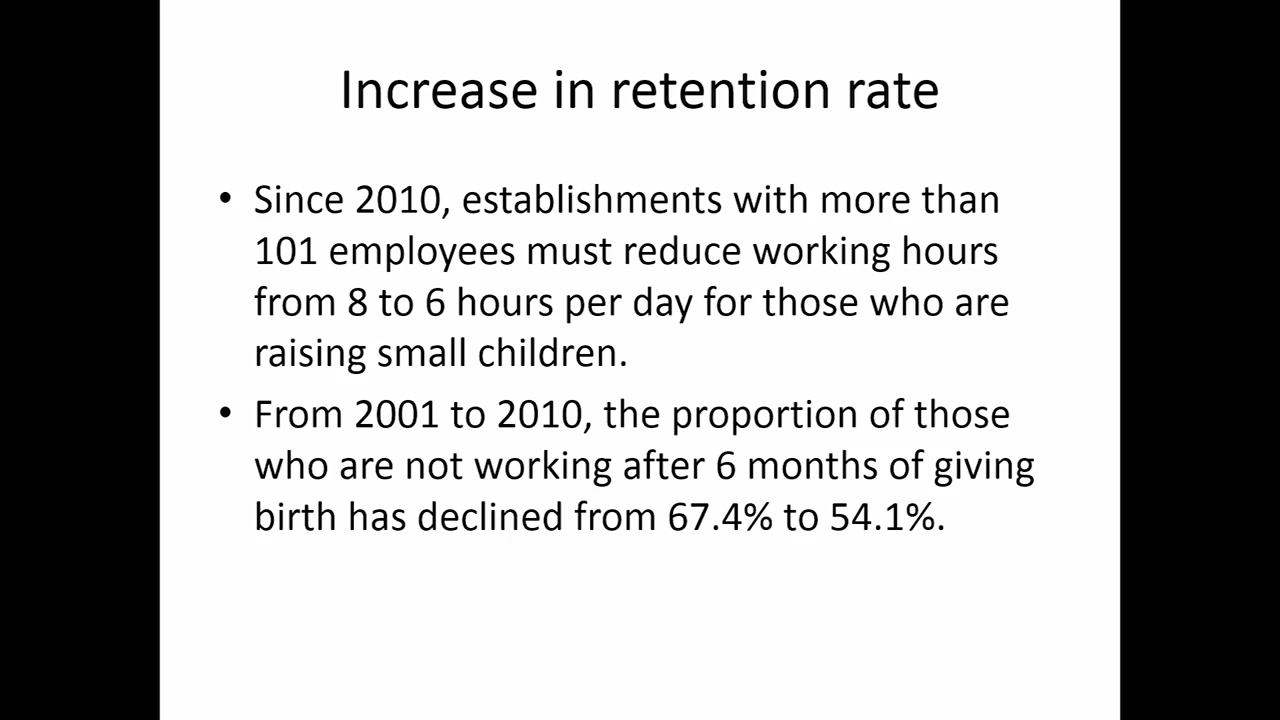 Increase in retention rate
• Since 2010, establishments with more than
101 employees must reduce working hours
from 8 to 6 hours per day for those who are
raising small children.
• From 2001 to 2010, the proportion of those
who are not working after 6 months of giving
birth has declined from 67.4% to 54.1%.